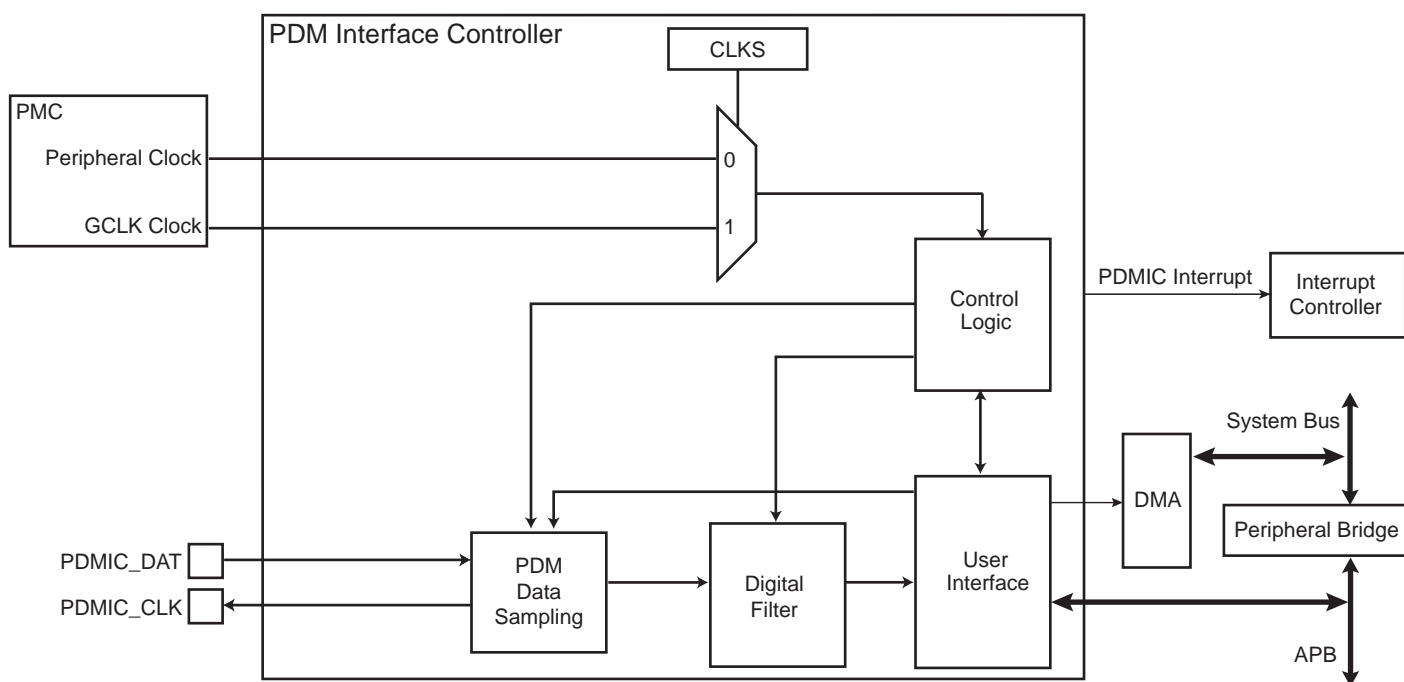 PDM Interface Controller
CLKS
PMC
Peripheral Clock
0
GCLK Clock
1
Control
Logic
PDMIC Interrupt
Interrupt
Controller
System Bus
DMA
Peripheral Bridge
PDMIC_DAT
PDMIC_CLK
PDM
Data
Sampling
Digital
Filter
User
Interface
APB